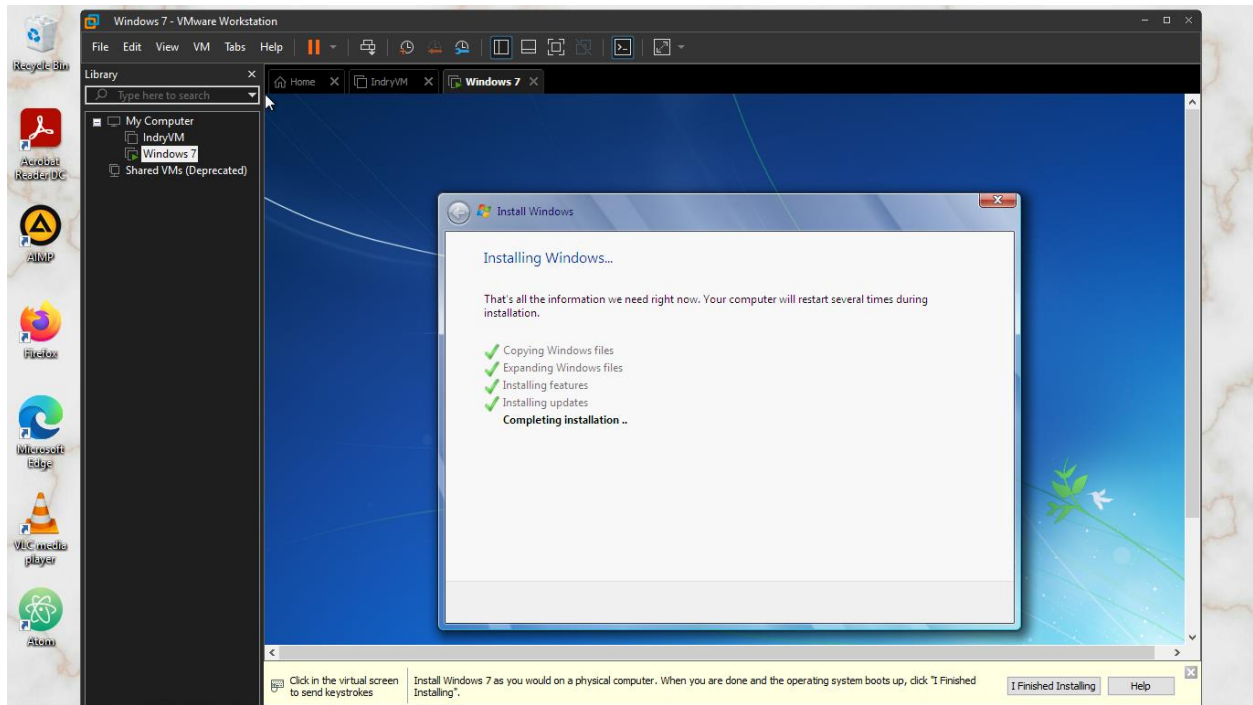 Recycle Bin
Acrobat
Reader DC
AIMP
Firefox
Microsoft
Edge
VLC media
player
Atom
Windows 7 - VMware Workstation
File Edit View VM Tabs Help
Library
Type here to search
My Computer
IndryVM
Windows 7
Shared VMs (Deprecated)
Home
IndryVM
Windows 7
Install Windows
Installing Windows...
That's all the information we need right now. Your computer will restart several times during
installation.
Copying Windows files
Expanding Windows files
Installing features
Installing updates
Completing installation ..
Click in the virtual screen
to send keystrokes
Install Windows 7 as you would on a physical computer. When you are done and the operating system boots up, click "I Finished
Installing".
I Finished Installing
Help